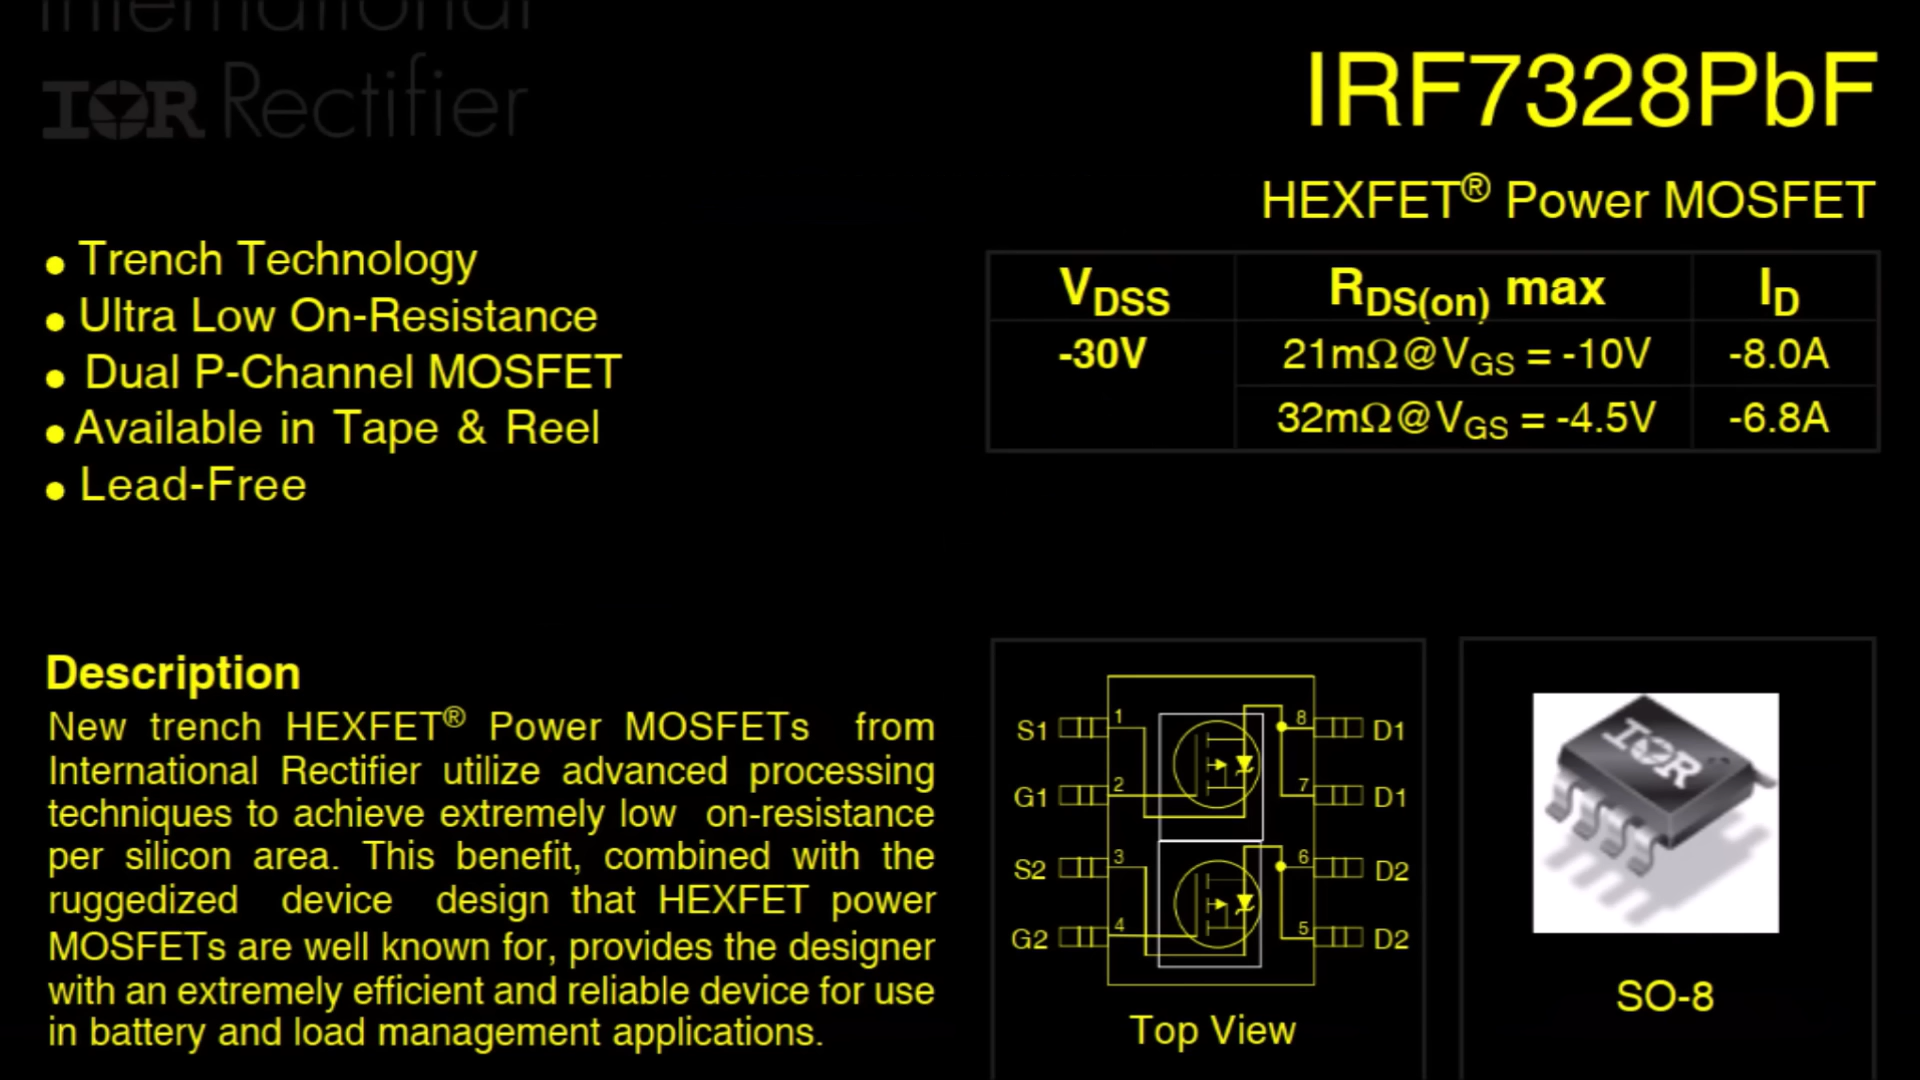 International
IOR Rectifier
IRF7328PbF
HEXFET® Power MOSFET
• Trench Technology
• Ultra Low On-Resistance
• Dual P-Channel MOSFET
• Available in Tape & Reel
• Lead-Free
VDSS RDS(on) max ID
-30V 21mΩ@VGS = -10V -8.0A
32mΩ@VGS = -4.5V -6.8A
Description
New trench HEXFET® Power MOSFETs from
International Rectifier utilize advanced processing
techniques to achieve extremely low on-resistance
per silicon area. This benefit, combined with the
ruggedized device design that HEXFET power
MOSFETs are well known for, provides the designer
with an extremely efficient and reliable device for use
in battery and load management applications.
S1 1 8 D1
G1 2 7 D1
S2 3 6 D2
G2 4 5 D2
Top View
IOR
SO-8